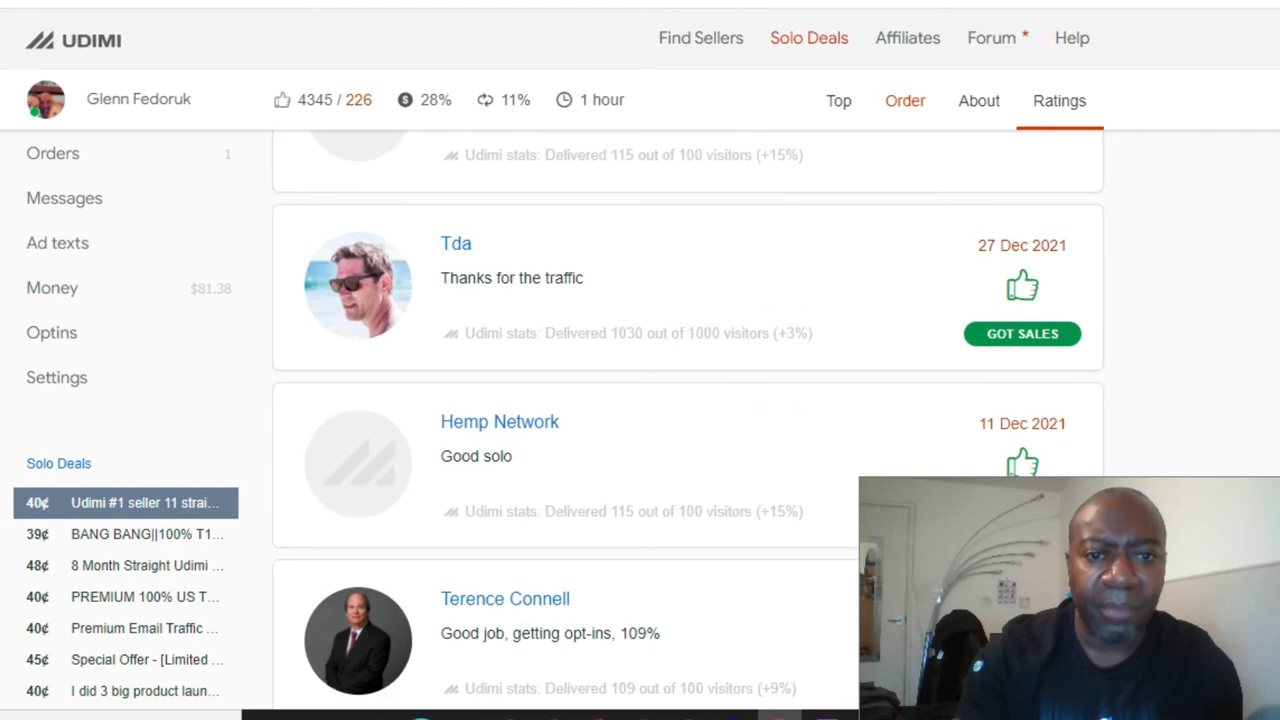 UDIMI
Find Sellers Solo Deals Affiliates Forum * Help
Glenn Fedoruk 4345 / 226 28% 11% 1 hour Top Order About Ratings
Orders 1
Messages
Ad texts
Money $81.38
Optins
Settings
Solo Deals
40¢ Udimi #1 seller 11 strai...
39¢ BANG BANG||100% T1...
48¢ 8 Month Straight Udimi ...
40¢ PREMIUM 100% US T...
40¢ Premium Email Traffic ...
45¢ Special Offer - [Limited ...
40¢ I did 3 big product laun...
Udimi stats: Delivered 115 out of 100 visitors (+15%)
Tda
27 Dec 2021
Thanks for the traffic
Udimi stats: Delivered 1030 out of 1000 visitors (+3%)
GOT SALES
Hemp Network
11 Dec 2021
Good solo
Udimi stats: Delivered 115 out of 100 visitors (+15%)
Terence Connell
Good job, getting opt-ins, 109%
Udimi stats: Delivered 109 out of 100 visitors (+9%)